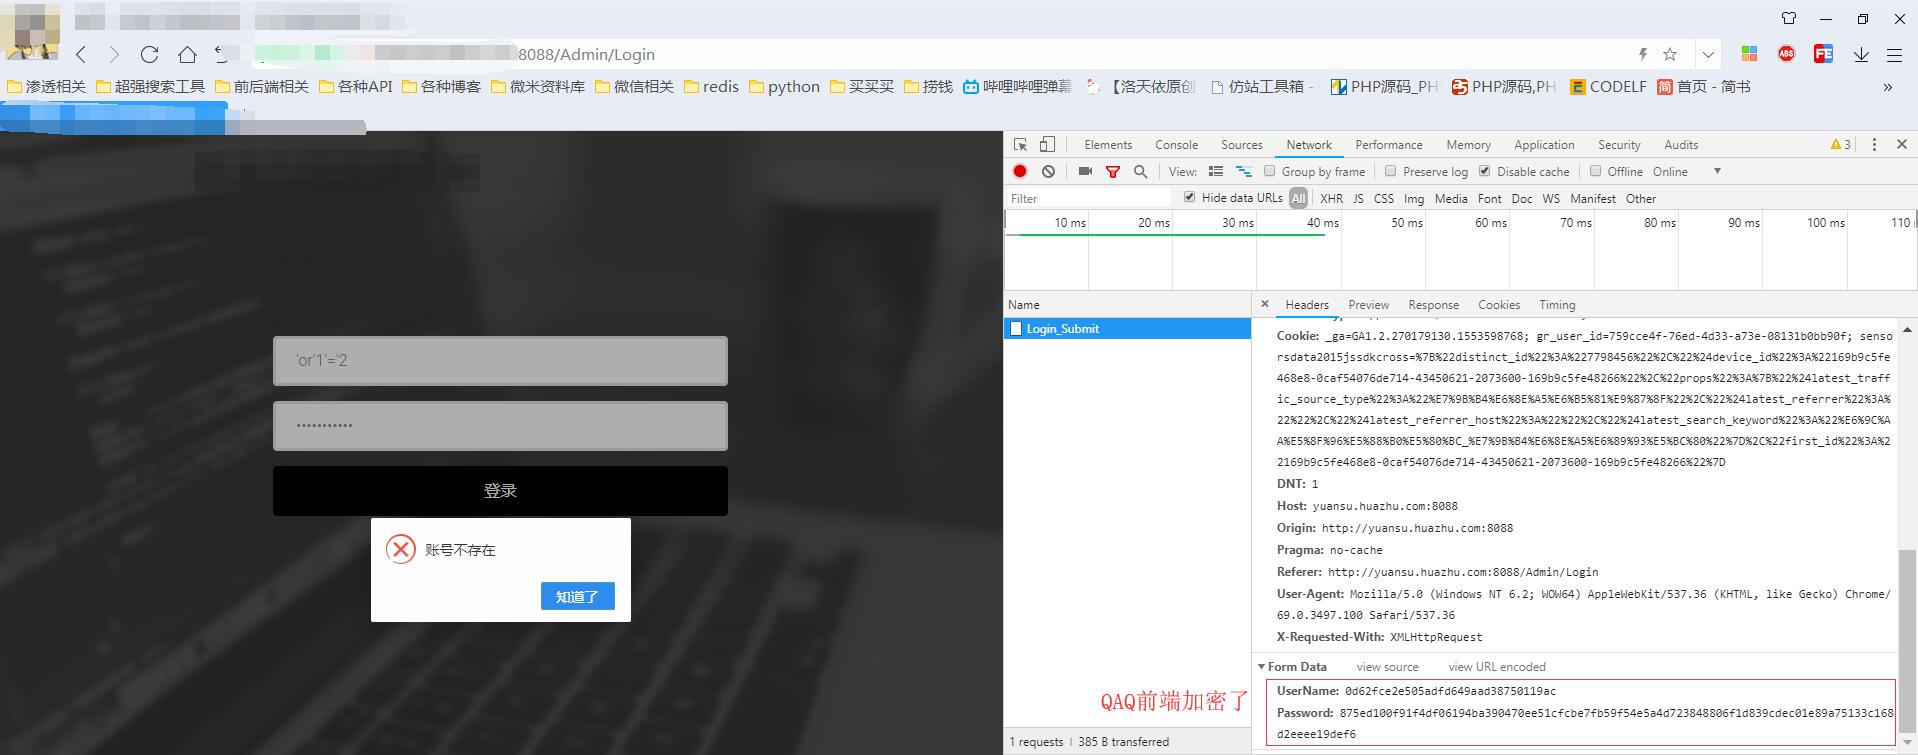 8088/Admin/Login
渗透相关 超强搜索工具 前后端相关 各种API 各种博客 微米资料库 微信相关 redis python 买买买 捞钱 哔哩哔哩弹幕 【洛天依原创 仿站工具箱 - PHP源码_PH PHP源码,PH CODELF 首页 - 简书 »
Elements Console Sources Network Performance Memory Application Security Audits 3
View: Group by frame Preserve log Disable cache Offline Online
Filter Hide data URLs All XHR JS CSS Img Media Font Doc WS Manifest Other
10 ms 20 ms 30 ms 40 ms 50 ms 60 ms 70 ms 80 ms 90 ms 100 ms 110
Name
Login_Submit
1 requests | 385 B transferred
× Headers Preview Response Cookies Timing
Cookie: _ga=GA1.2.270179130.1553598768; gr_user_id=759cce4f-76ed-4d33-a73e-08131b0bb90f; senso
rsdata2015jssdkcross=%7B%22distinct_id%22%3A%227798456%22%2C%22%24device_id%22%3A%22169b9c5fe
468e8-0caf54076de714-43450621-2073600-169b9c5fe48266%22%2C%22props%22%3A%7B%22%24latest_traff
ic_source_type%22%3A%22%E7%9B%B4%E6%8E%A5%E6%B5%81%E9%87%8F%22%2C%22%24latest_referrer%22%3A%
22%22%2C%22%24latest_referrer_host%22%3A%22%22%2C%22%24latest_search_keyword%22%3A%22%E6%9C%A
A%E5%8F%96%E5%88%B0%E5%80%BC_%E7%9B%B4%E6%8E%A5%E6%89%93%E5%BC%80%22%7D%2C%22first_id%22%3A%2
2169b9c5fe468e8-0caf54076de714-43450621-2073600-169b9c5fe48266%22%7D
DNT: 1
Host: yuansu.huazhu.com:8088
Origin: http://yuansu.huazhu.com:8088
Pragma: no-cache
Referer: http://yuansu.huazhu.com:8088/Admin/Login
User-Agent: Mozilla/5.0 (Windows NT 6.2; WOW64) AppleWebKit/537.36 (KHTML, like Gecko) Chrome/
69.0.3497.100 Safari/537.36
X-Requested-With: XMLHttpRequest
Form Data view source view URL encoded
UserName: 0d62fce2e505adfd649aad38750119ac
Password: 875ed100f91f4df06194ba390470ee51cfcbe7fb59f54e5a4d723848806f1d839cdec01e89a75133c168
d2eeee19def6
QAQ前端加密了
'or'1'='2
登录
账号不存在
知道了